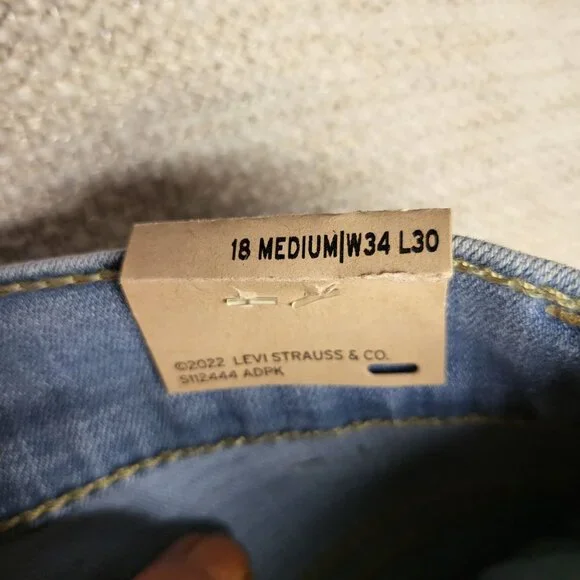 18 MEDIUM|W34 L30
©2022 LEVI STRAUSS & CO.
S112444 ADPK